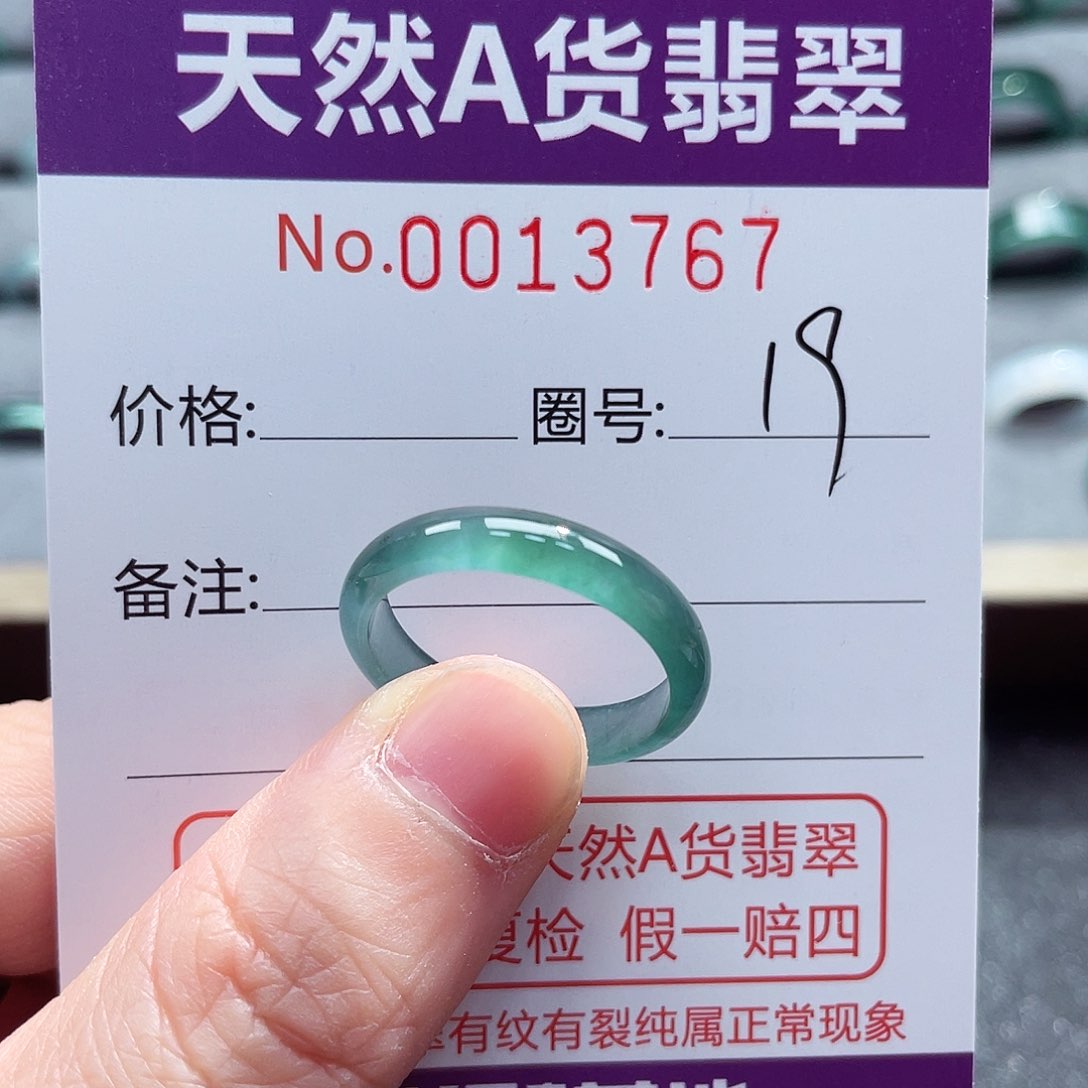 天然A货翡翠
No.0013767
价格: 圈号: 19
备注:
天然A货翡翠
复检 假一赔四
有纹有裂纯属正常现象